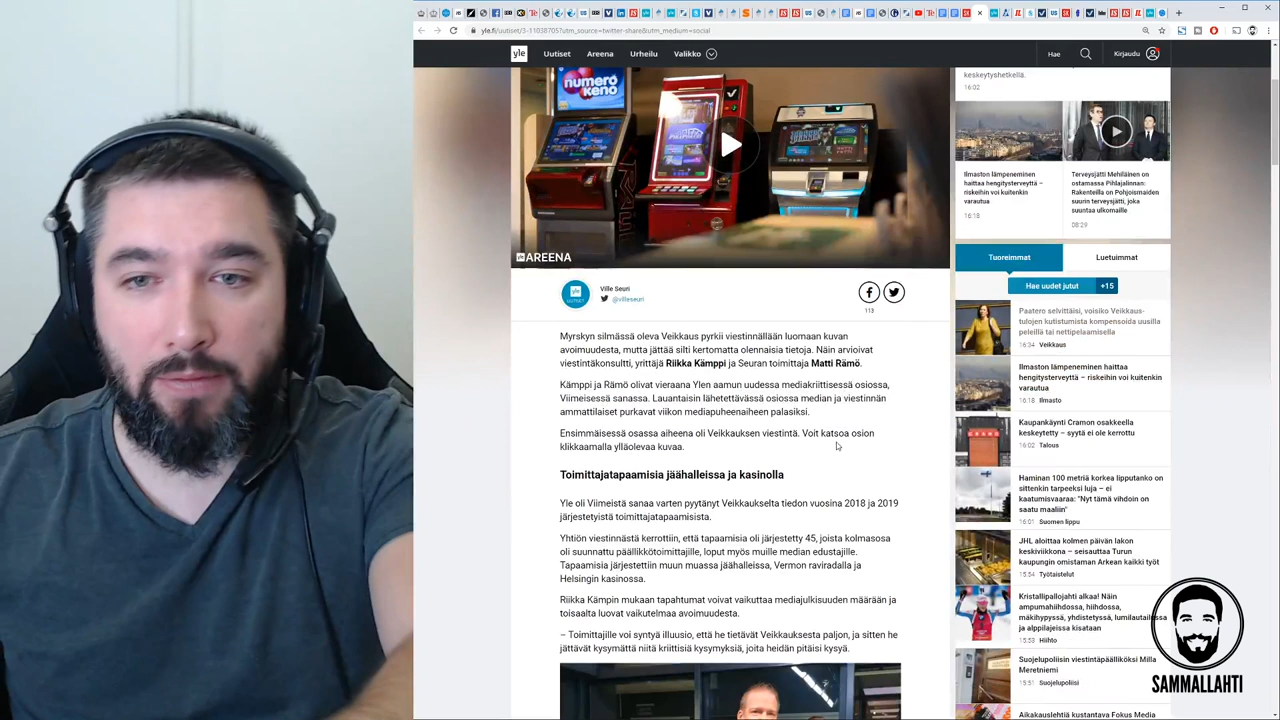 yle.fi/uutiset/3-11038705?utm_source=twitter-share&utm_medium=social
yle
Uutiset
Areena
Urheilu
Valikko
Hae
Kirjaudu
numero
keno
AREENA
Ville Seuri
@villeseuri
113
Myrskyn silmässä oleva Veikkaus pyrkii viestinnällään luomaan kuvan
avoimuudesta, mutta jättää silti kertomatta olennaisia tietoja. Näin arvioivat
viestintäkonsultti, yrittäjä Riikka Kämppi ja Seuran toimittaja Matti Rämö.
Kämppi ja Rämö olivat vieraana Ylen aamun uudessa mediakriittisessä osiossa,
Viimeisessä sanassa. Lauantaisin lähetettävässä osiossa median ja viestinnän
ammattilaiset purkavat viikon mediapuheenaiheen palasiksi.
Ensimmäisessä osassa aiheena oli Veikkauksen viestintä. Voit katsoa osion
klikkaamalla ylläolevaa kuvaa.
Toimittajatapaamisia jäähalleissa ja kasinolla
Yle oli Viimeistä sanaa varten pyytänyt Veikkaukselta tiedon vuosina 2018 ja 2019
järjestetyistä toimittajatapaamisista.
Yhtiön viestinnästä kerrottiin, että tapaamisia oli järjestetty 45, joista kolmasosa
oli suunnattu päällikkötoimittajille, loput myös muille median edustajille.
Tapaamisia järjestettiin muun muassa jäähalleissa, Vermon raviradalla ja
Helsingin kasinossa.
Riikka Kämpin mukaan tapahtumat voivat vaikuttaa mediajulkisuuden määrään ja
toisaalta luovat vaikutelmaa avoimuudesta.
– Toimittajille voi syntyä illuusio, että he tietävät Veikkauksesta paljon, ja sitten he
jättävät kysymättä niitä kriittisiä kysymyksiä, joita heidän pitäisi kysyä.
keskeytyshetkellä.
16:02
Ilmaston lämpeneminen
haittaa hengitysterveyttä –
riskeihin voi kuitenkin
varautua
16:18
Terveysjätti Mehiläinen on
ostamassa Pihlajalinnan:
Rakenteilla on Pohjoismaiden
suurin terveysjätti, joka
suuntaa ulkomaille
08:29
Tuoreimmat
Luetuimmat
Hae uudet jutut +15
Paatero selvittäisi, voisiko Veikkaus-
tulojen kutistumista kompensoida uusilla
peleillä tai nettipelaamisella
16:34 Veikkaus
Ilmaston lämpeneminen haittaa
hengitysterveyttä – riskeihin voi kuitenkin
varautua
16:18 Ilmasto
Kaupankäynti Cramon osakkeella
keskeytetty – syytä ei ole kerrottu
16:02 Talous
Haminan 100 metriä korkea lipputanko on
sittenkin tarpeeksi luja – ei
kaatumisvaaraa: "Nyt tämä vihdoin on
saatu maaliin"
16:01 Suomen lippu
JHL aloittaa kolmen päivän lakon
keskiviikkona – seisauttaa Turun
kaupungin omistaman Arkean kaikki työt
15:54 Työtaistelut
Kristallipallojahti alkaa! Näin
ampumahiihdossa, hiihdossa,
mäkihypyssä, yhdistetyssä, lumilautailussa
ja alppilajeissa kisataan
15:53 Hiihto
Suojelupoliisin viestintäpäälliköksi Milla
Meretniemi
15:51 Suojelupoliisi
Aikakauslehtiä kustantava Fokus Media
SAMMALLAHTI